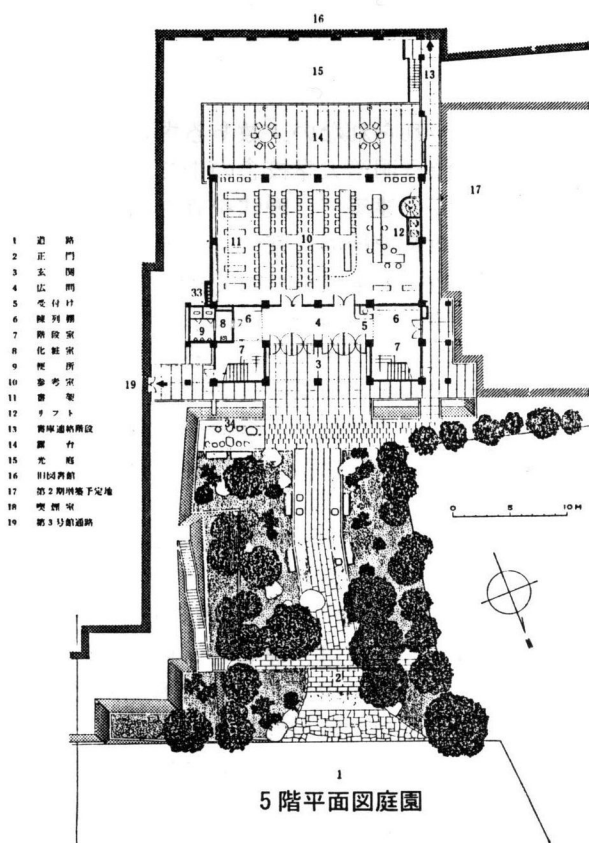 16
15
13
14
17
12
11
10
33
6
4
5
6
9
8
7
3
7
19
34
1 道路
2 正門
3 玄関
4 広間
5 受付け
6 陳列棚
7 階段室
8 化粧室
9 便所
10 参考室
11 書架
12 リフト
13 書庫連絡階段
14 露台
15 光庭
16 旧図書館
17 第2期増築予定地
18 喫煙室
19 第3号館通路
0 5 10M
2
1
5階平面図庭園